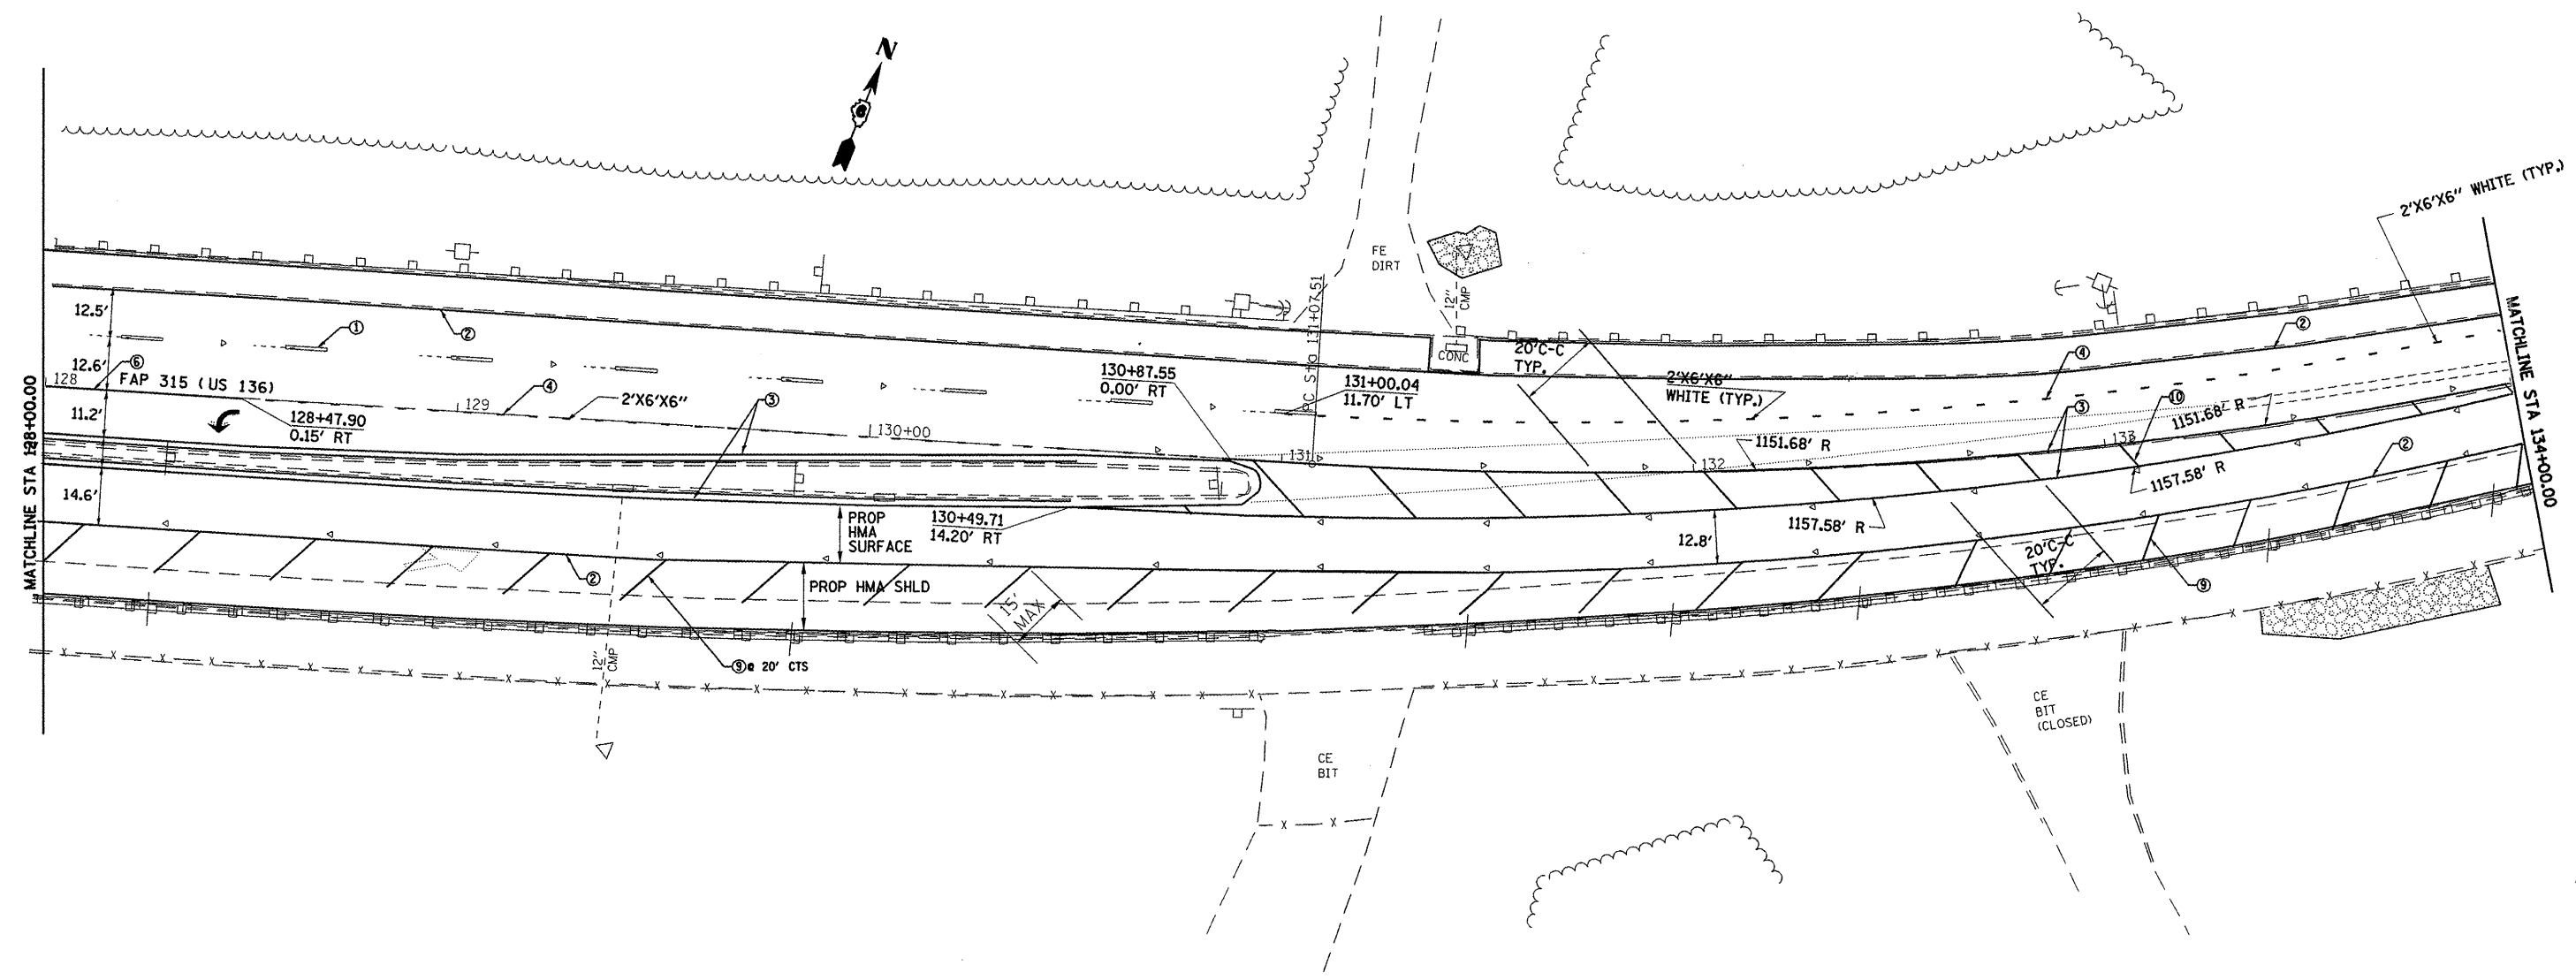 N
2'X6'X6" WHITE (TYP.)
MATCHLINE STA 128+00.00
MATCHLINE STA 134+00.00
12.5'
12.6'
11.2'
14.6'
①
②
⑥
128
FAP 315 (US 136)
④
128+47.90
0.15' RT
129
2'X6'X6"
③
130+00
130+87.55
0.00' RT
PC Sta 131+07.51
131+00.04
11.70' LT
131
FE
DIRT
12"
CMP
CONC
20'C-C
TYP.
2'X6'X6"
WHITE (TYP.)
②
④
③
⑩
1151.68' R
1151.68' R
132
133
1157.58' R
1157.58' R
12.8'
②
PROP
HMA
SURFACE
130+49.71
14.20' RT
②
PROP HMA SHLD
15'
MAX
20'C-C
TYP.
⑨
12"
CMP
⑨@ 20' CTS
CE
BIT
(CLOSED)
CE
BIT